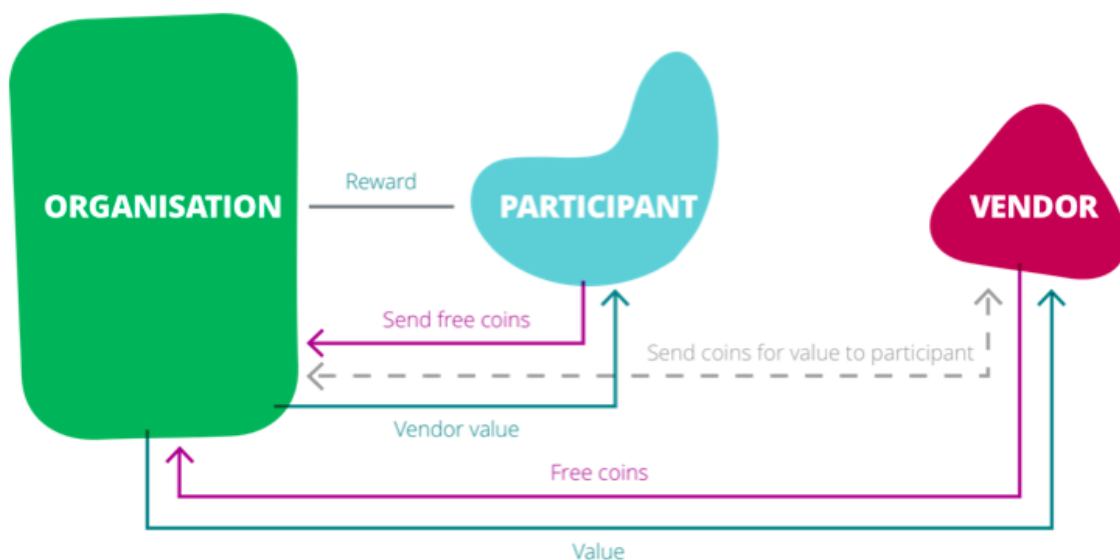 Reward
ORGANISATION
PARTICIPANT
VENDOR
Send free coins
Send coins for value to participant
Vendor value
Free coins
Value